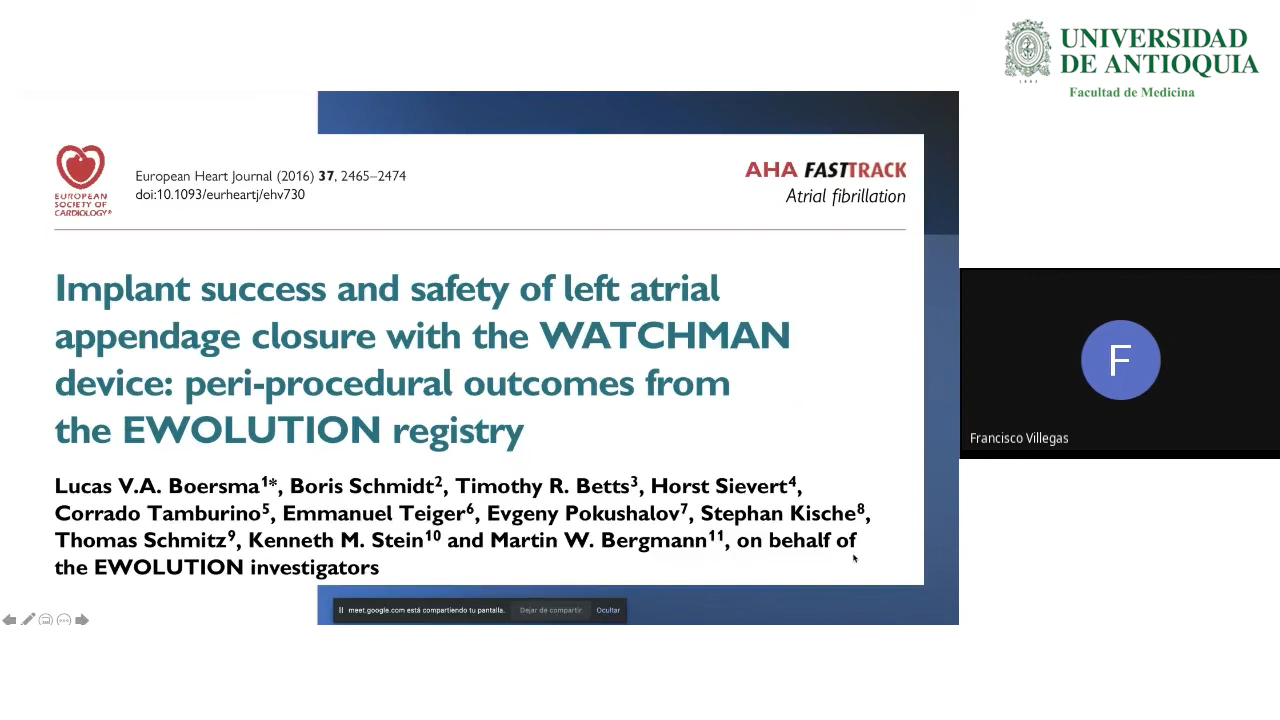 UNIVERSIDAD
DE ANTIOQUIA
1803
Facultad de Medicina
EUROPEAN
SOCIETY OF
CARDIOLOGY®
European Heart Journal (2016) 37, 2465–2474
doi:10.1093/eurheartj/ehv730
AHA FASTTRACK
Atrial fibrillation
Implant success and safety of left atrial
appendage closure with the WATCHMAN
device: peri-procedural outcomes from
the EWOLUTION registry
Lucas V.A. Boersma1*, Boris Schmidt2, Timothy R. Betts3, Horst Sievert4,
Corrado Tamburino5, Emmanuel Teiger6, Evgeny Pokushalov7, Stephan Kische8,
Thomas Schmitz9, Kenneth M. Stein10 and Martin W. Bergmann11, on behalf of
the EWOLUTION investigators
meet.google.com está compartiendo tu pantalla. Dejar de compartir Ocultar
F
Francisco Villegas